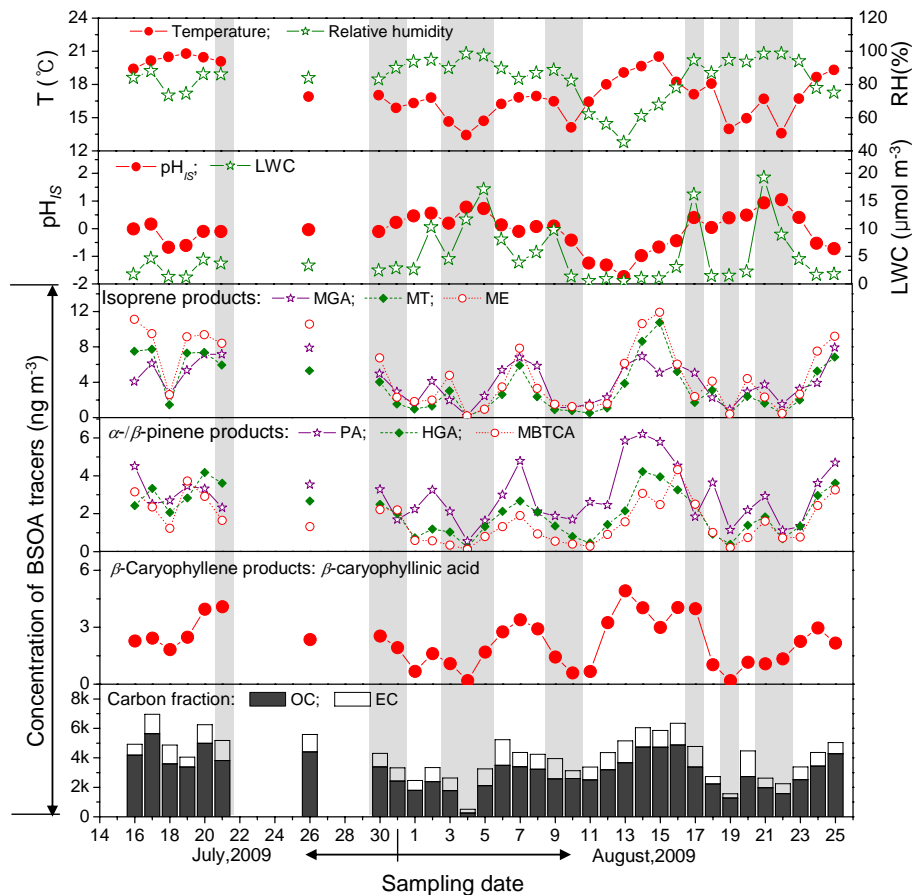 24
21
18
15
12
T (℃)
Temperature; Relative humidity
120
100
80
60
40
RH(%)
2
1
0
-1
-2
pH_IS
pH_IS; LWC
20
15
10
5
0
LWC (μmol m⁻³)
Concentration of BSOA tracers (ng m⁻³)
Isoprene products: MGA; MT; ME
12
8
4
0
α-/β-pinene products: PA; HGA; MBTCA
6
4
2
0
β-Caryophyllene products: β-caryophyllinic acid
6
3
0
Carbon fraction: OC; EC
8k
6k
4k
2k
0
14 16 18 20 22 24 26 28 30 1 3 5 7 9 11 13 15 17 19 21 23 25
July,2009 August,2009
Sampling date